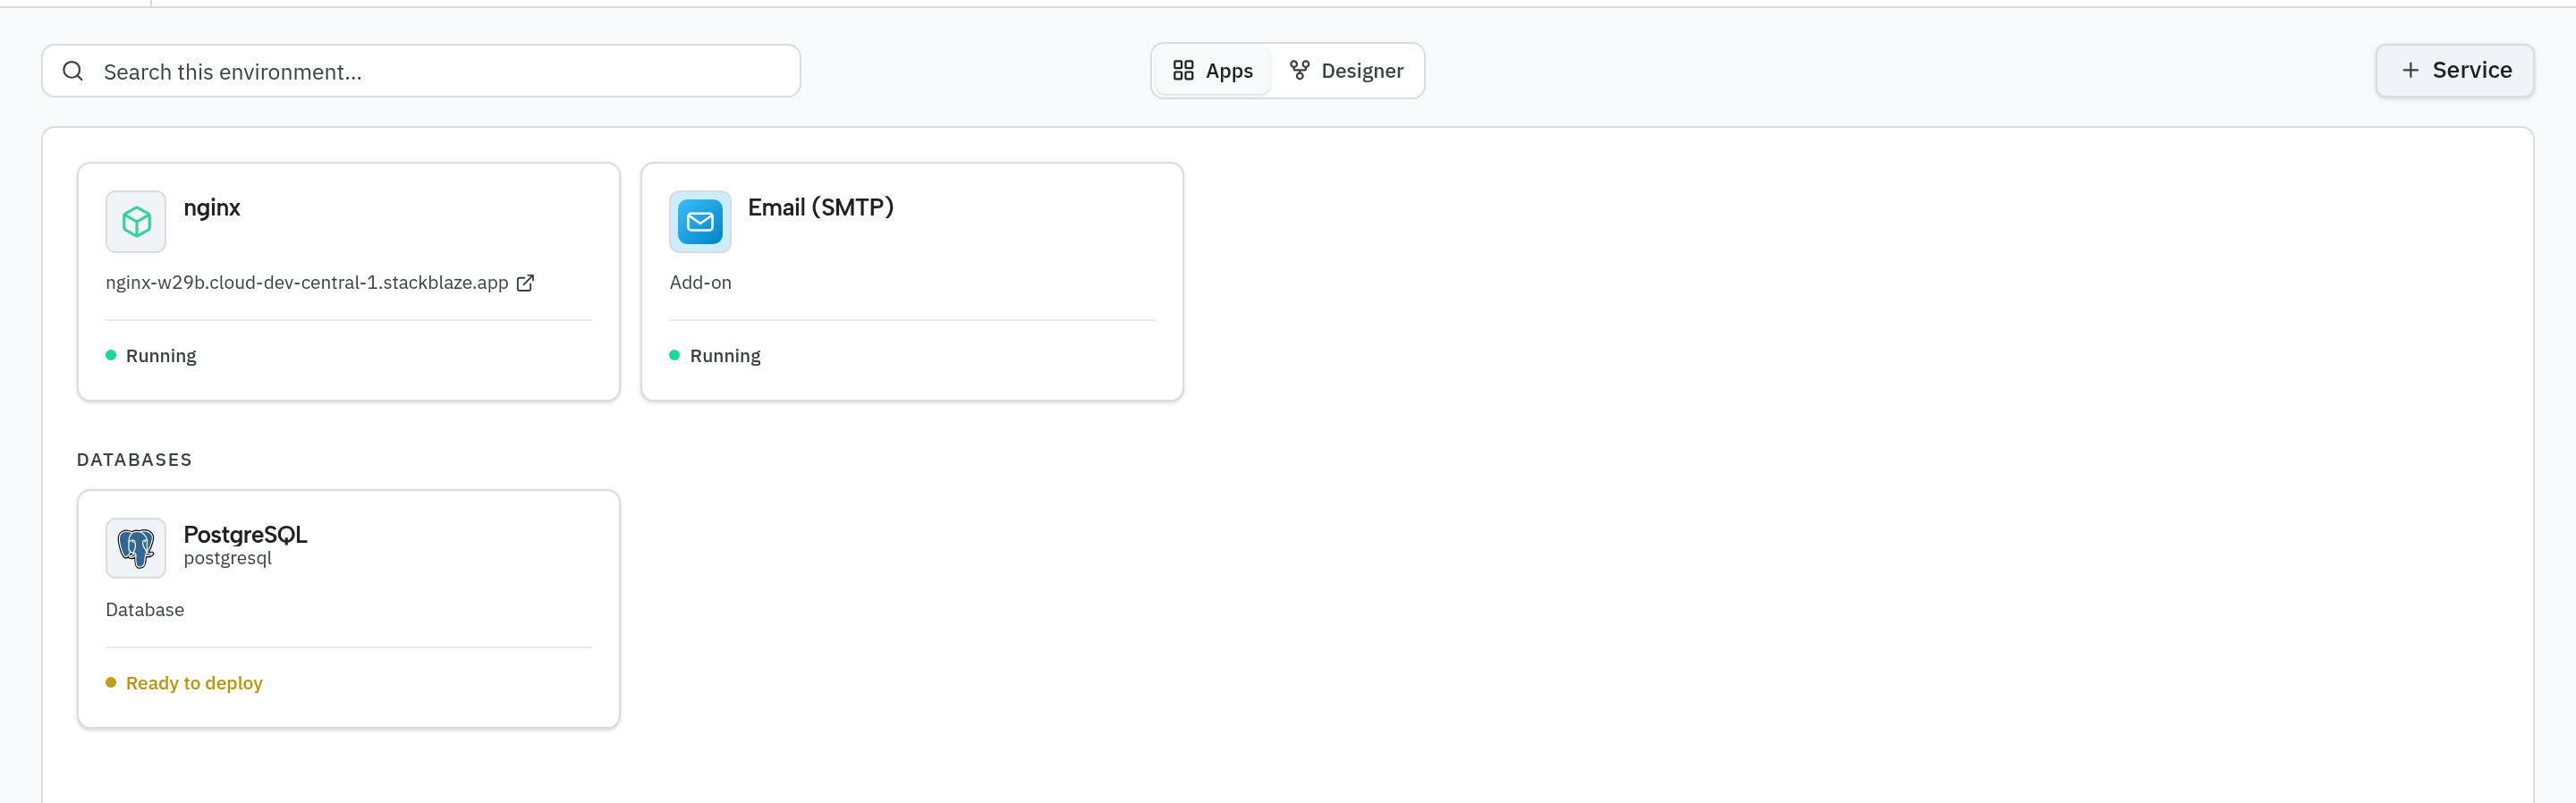 Search this environment...
Apps
Designer
+ Service
nginx
nginx-w29b.cloud-dev-central-1.stackblaze.app
Running
Email (SMTP)
Add-on
Running
DATABASES
PostgreSQL
postgresql
Database
Ready to deploy